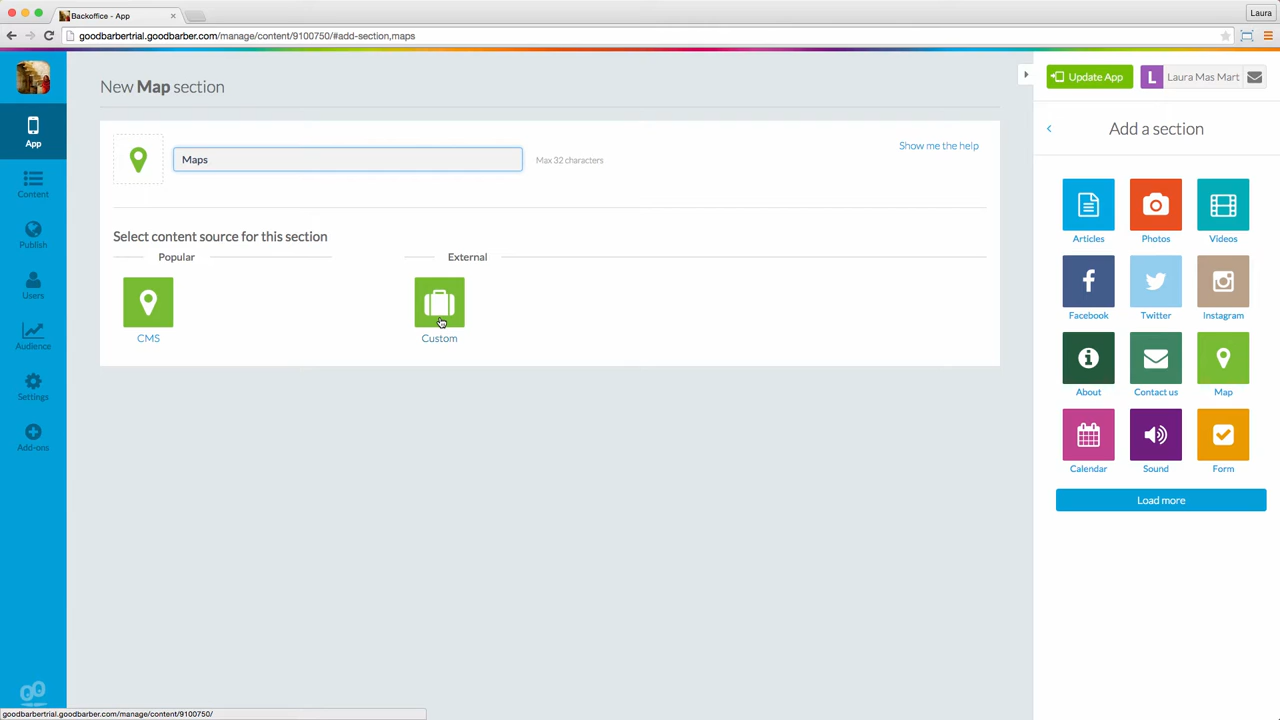 Backoffice - App
Laura
goodbarbertrial.goodbarber.com/manage/content/9100750/#add-section,maps
New Map section
Update App
L
Laura Mas Mart
App
Content
Publish
Users
Audience
Settings
Add-ons
Maps
Max 32 characters
Show me the help
Select content source for this section
Popular
External
CMS
Custom
Add a section
Articles
Photos
Videos
Facebook
Twitter
Instagram
About
Contact us
Map
Calendar
Sound
Form
Load more
goodbarbertrial.goodbarber.com/manage/content/9100750/